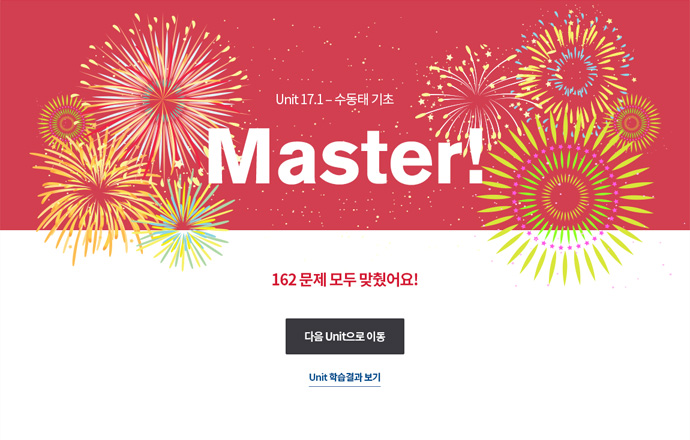 Unit 17.1 – 수동태 기초
Master!
162 문제 모두 맞췄어요!
다음 Unit으로 이동
Unit 학습결과 보기